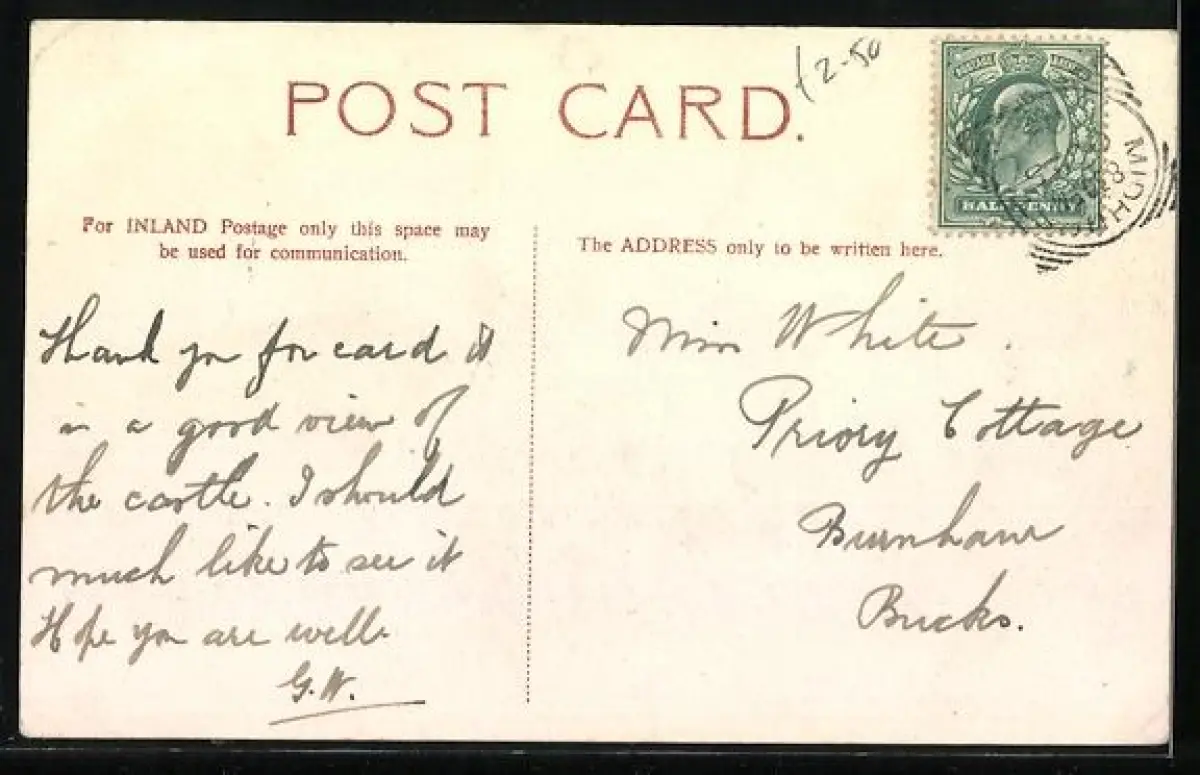 POST CARD.
£2-50
For INLAND Postage only this space may
be used for communication.
The ADDRESS only to be written here.
POSTAGE REVENUE
HALFPENNY
Thank you for card it
is a good view of
the castle. I should
much like to see it
Hope you are well.
G.W.
Miss White.
Priory Cottage
Burnham
Bucks.